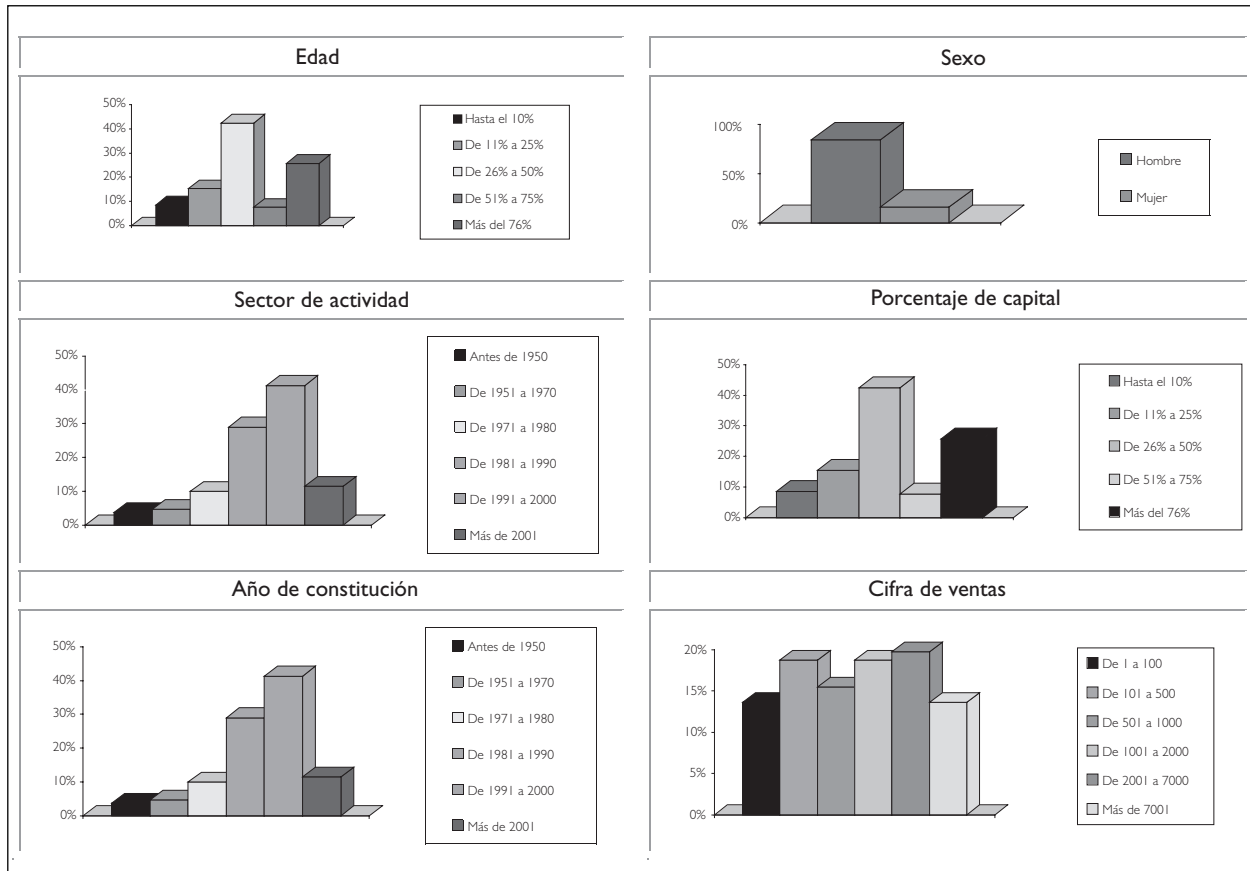 Edad
50%
40%
30%
20%
10%
0%
Hasta el 10%
De 11% a 25%
De 26% a 50%
De 51% a 75%
Más del 76%
Sexo
100%
50%
0%
Hombre
Mujer
Sector de actividad
50%
40%
30%
20%
10%
0%
Antes de 1950
De 1951 a 1970
De 1971 a 1980
De 1981 a 1990
De 1991 a 2000
Más de 2001
Porcentaje de capital
50%
40%
30%
20%
10%
0%
Hasta el 10%
De 11% a 25%
De 26% a 50%
De 51% a 75%
Más del 76%
Año de constitución
50%
40%
30%
20%
10%
0%
Antes de 1950
De 1951 a 1970
De 1971 a 1980
De 1981 a 1990
De 1991 a 2000
Más de 2001
Cifra de ventas
20%
15%
10%
5%
0%
De 1 a 100
De 101 a 500
De 501 a 1000
De 1001 a 2000
De 2001 a 7000
Más de 7001